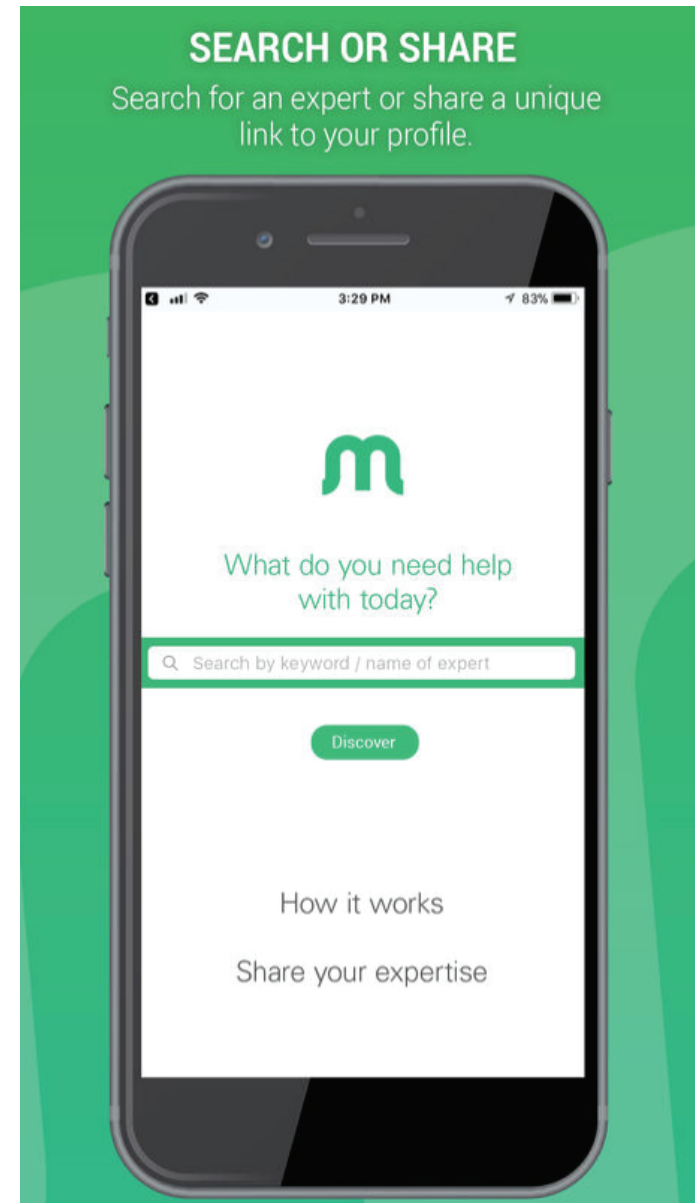 SEARCH OR SHARE
Search for an expert or share a unique
link to your profile.
3:29 PM
83%
m
What do you need help
with today?
Search by keyword / name of expert
Discover
How it works
Share your expertise